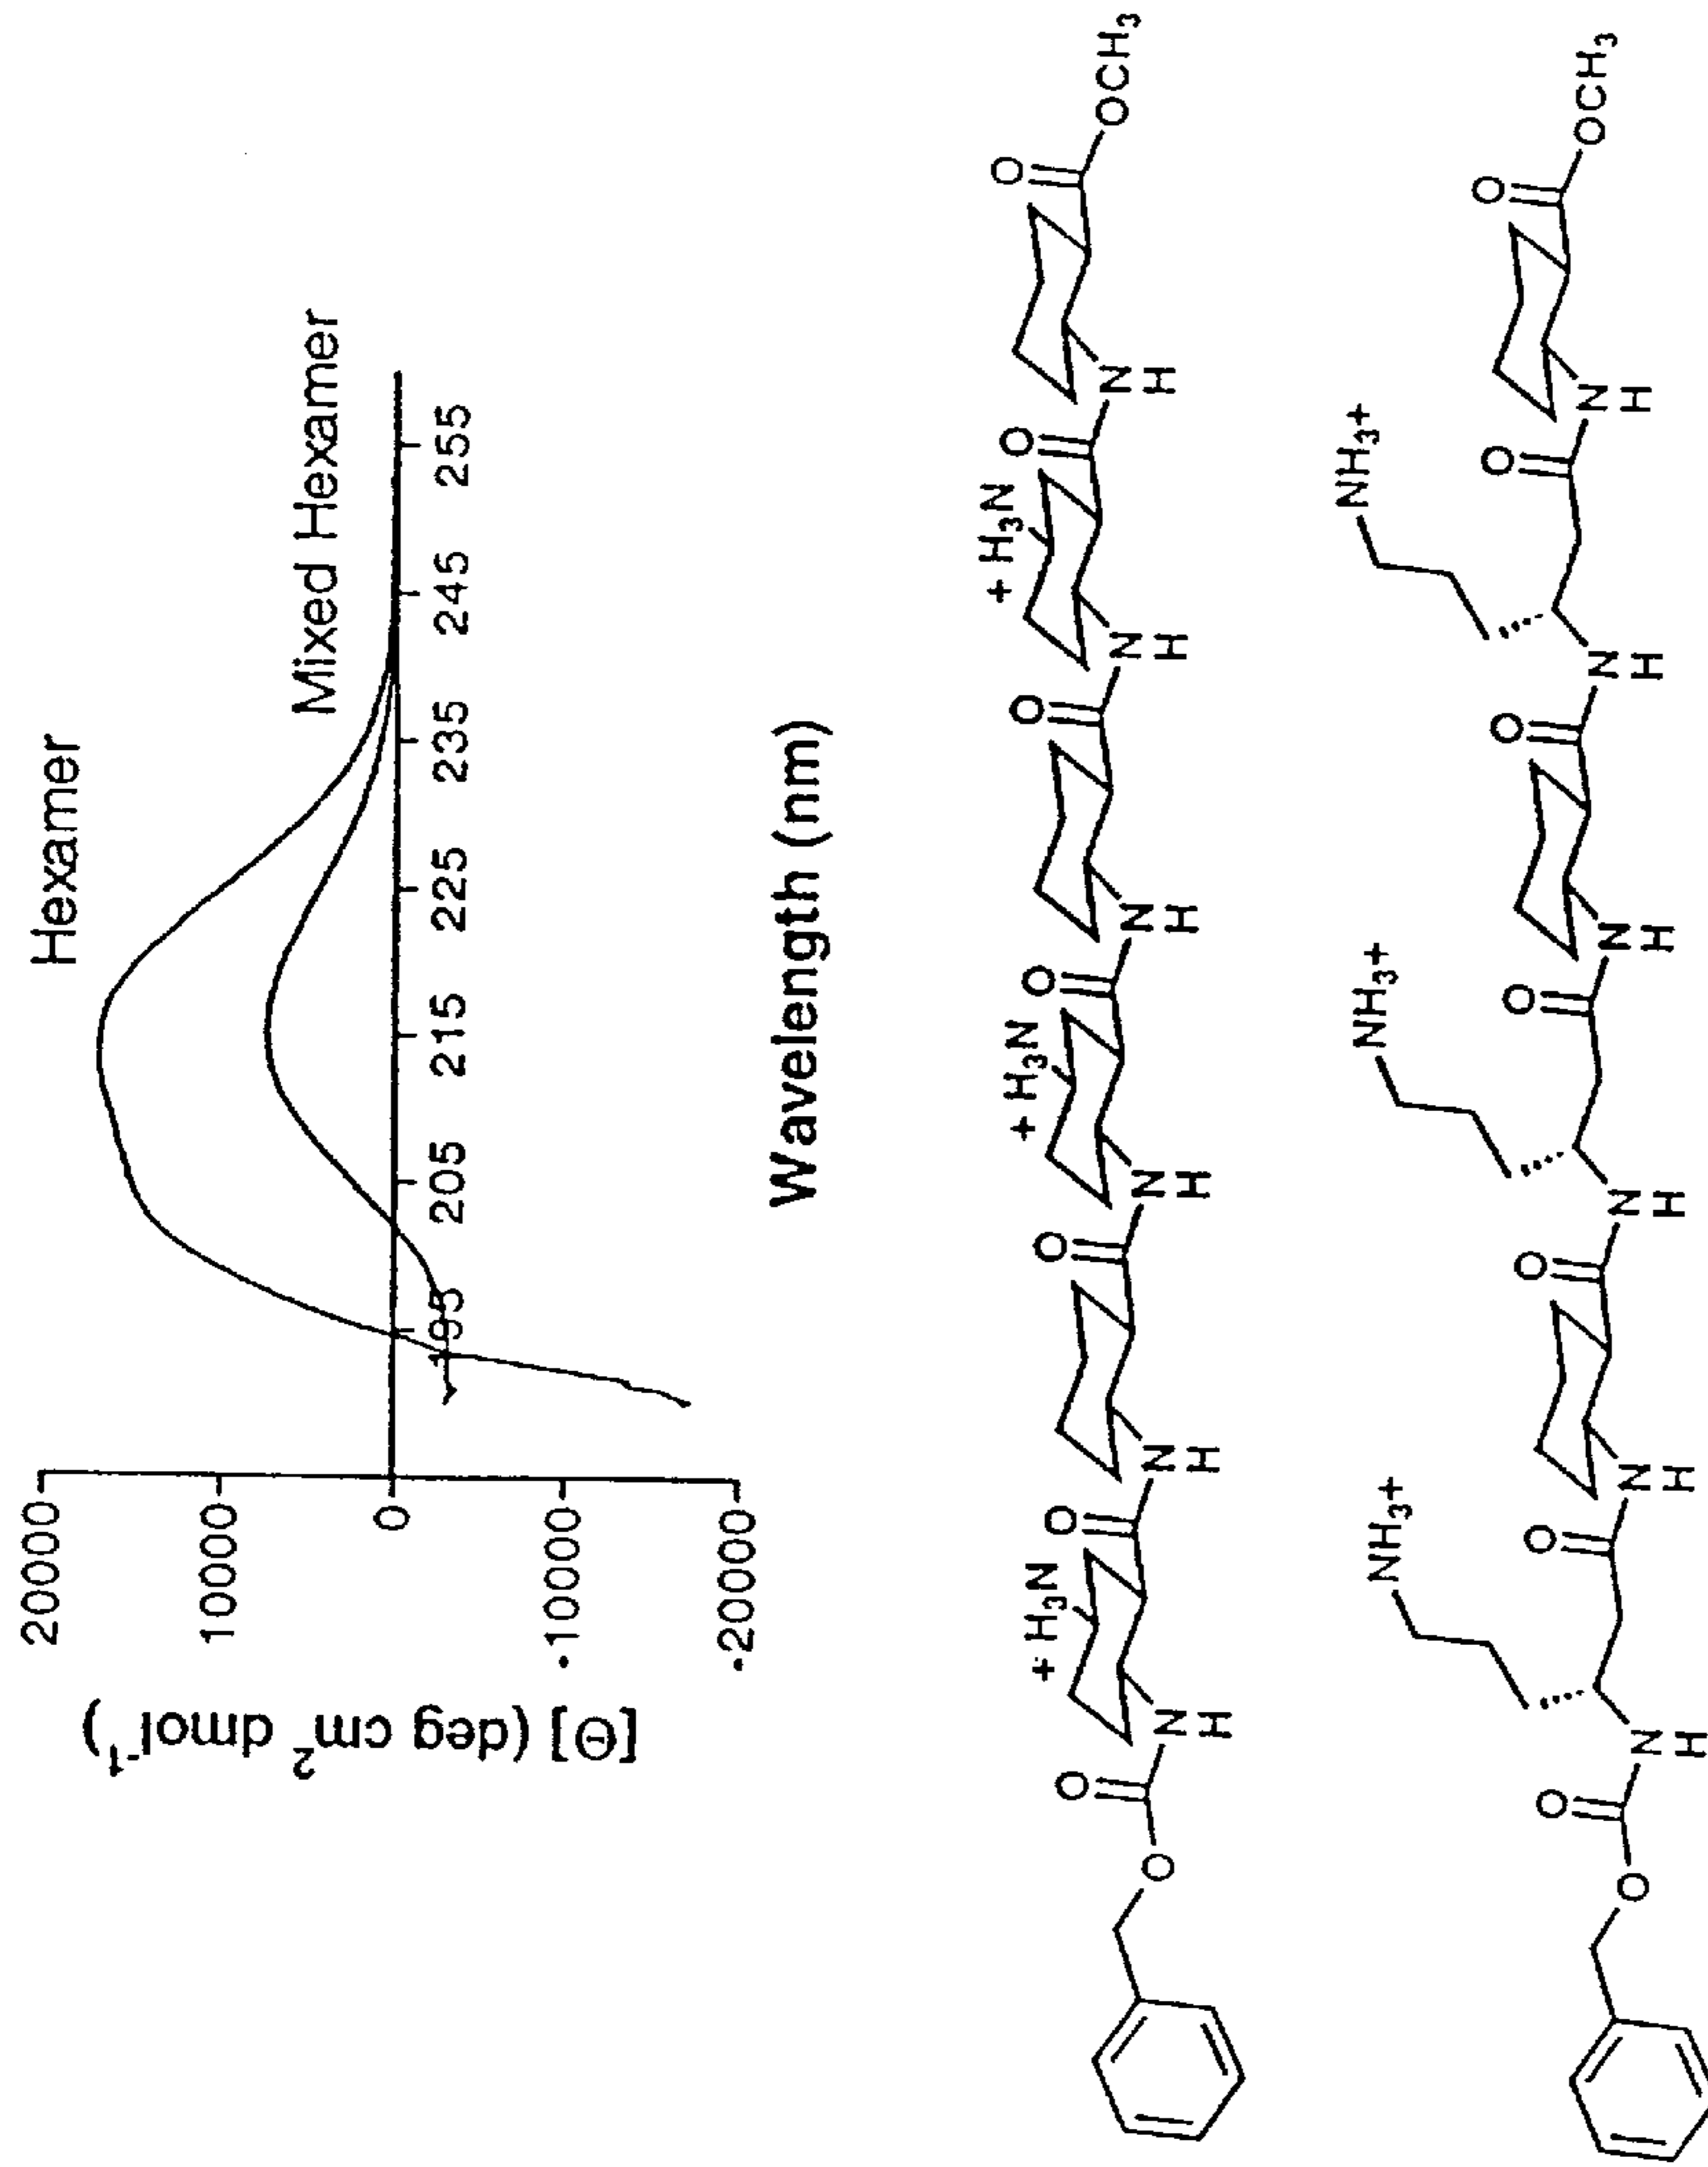 Hexamer
Mixed Hexamer
[Θ] (deg cm² dmol⁻¹)
20000
10000
0
-10000
-20000
195
205
215
225
235
245
255
Wavelength (nm)
+H₃N
+H₃N
+H₃N
O
O
O
O
O
O
O
O
OCH₃
N
H
N
H
N
H
N
H
N
H
N
H
NH₃+
NH₃+
NH₃+
O
O
O
O
O
O
O
O
OCH₃
N
H
N
H
N
H
N
H
N
H
N
H